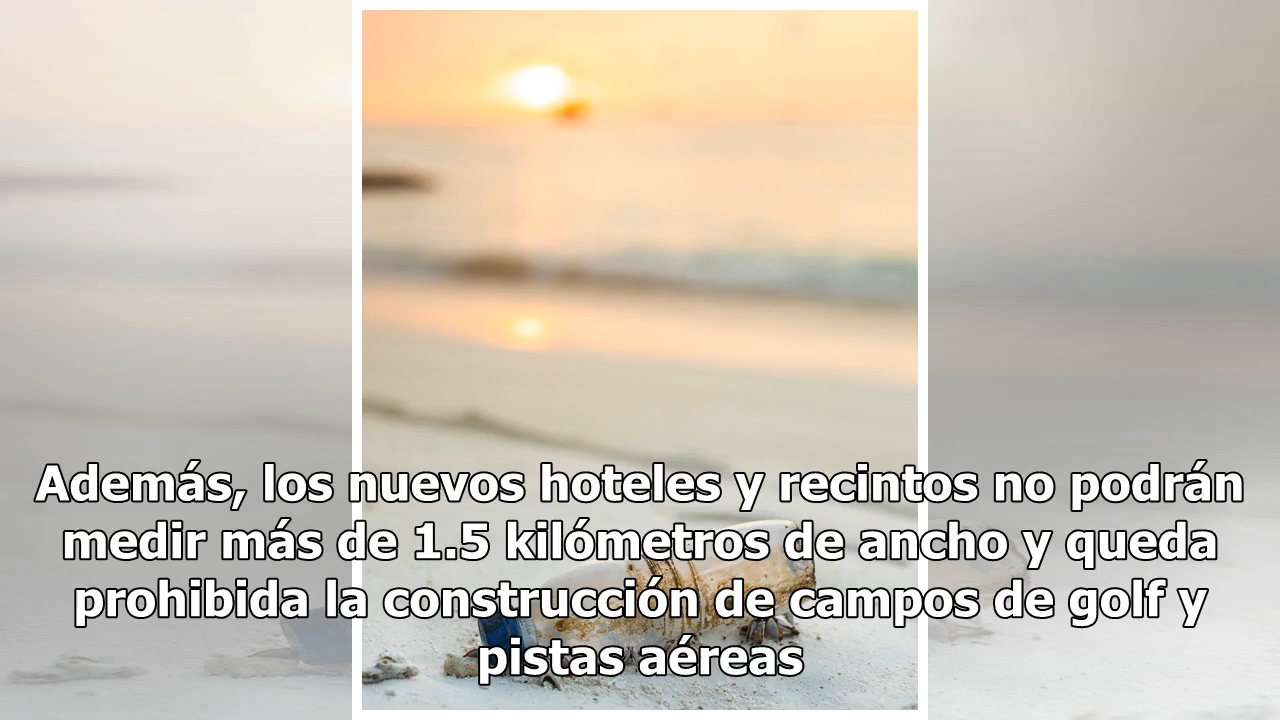 Además, los nuevos hoteles y recintos no podrán
medir más de 1.5 kilómetros de ancho y queda
prohibida la construcción de campos de golf y
pistas aéreas